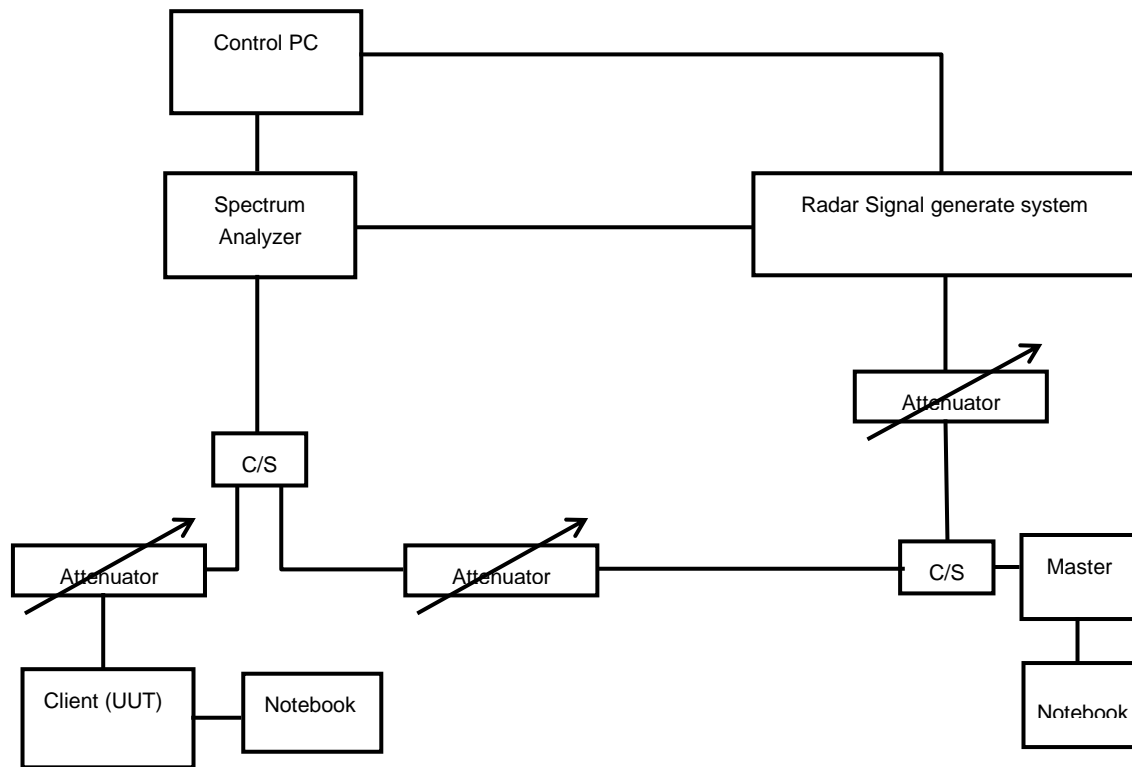 Control PC
Spectrum
Analyzer
Radar Signal generate system
Attenuator
C/S
Attenuator
Attenuator
C/S
Master
Client (UUT)
Notebook
Notebook